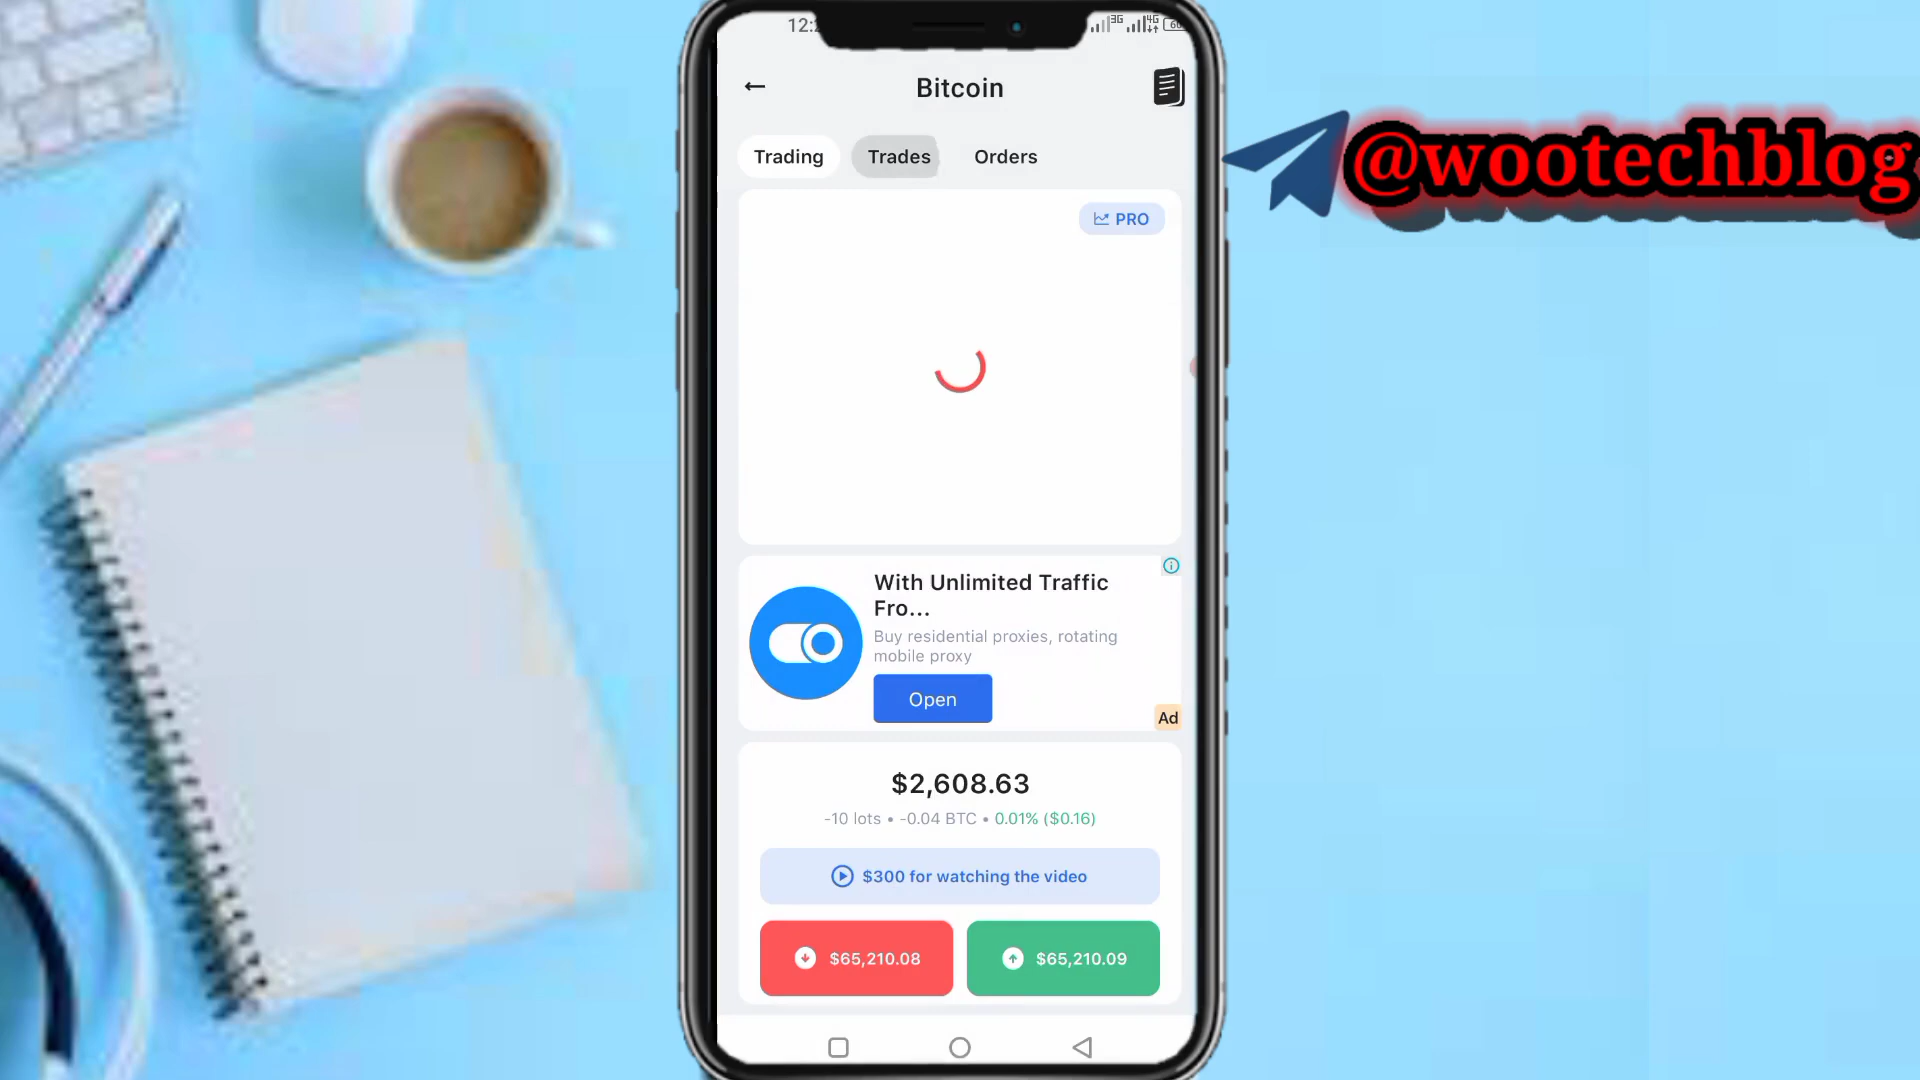 Bitcoin
Trading
Trades
Orders
PRO
With Unlimited Traffic
Fro...
Buy residential proxies, rotating
mobile proxy
Open
Ad
$2,608.63
-10 lots • -0.04 BTC • 0.01% ($0.16)
$300 for watching the video
$65,210.08
$65,210.09
@wootechblog
3G
4G